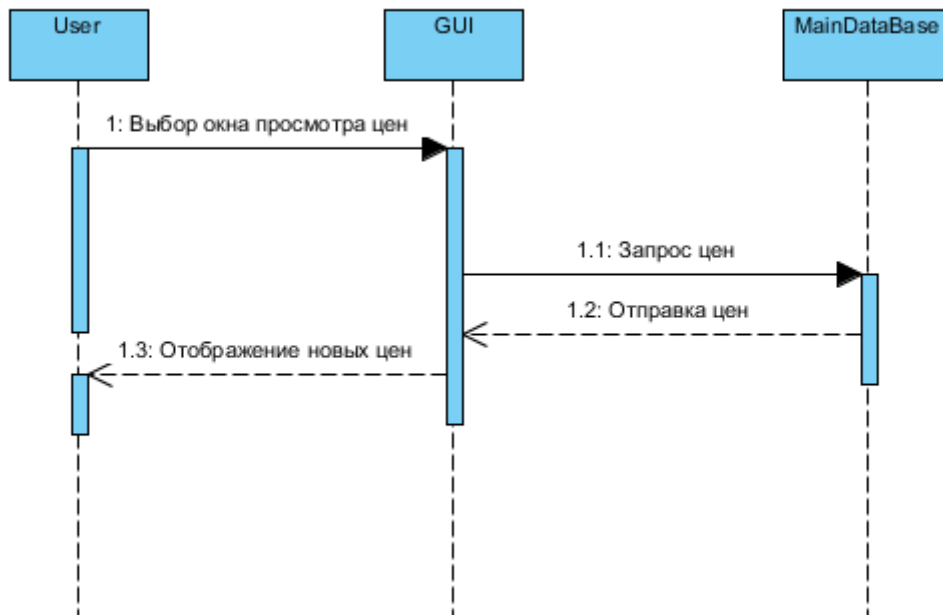 User
GUI
MainDataBase
1: Выбор окна просмотра цен
1.1: Запрос цен
1.2: Отправка цен
1.3: Отображение новых цен